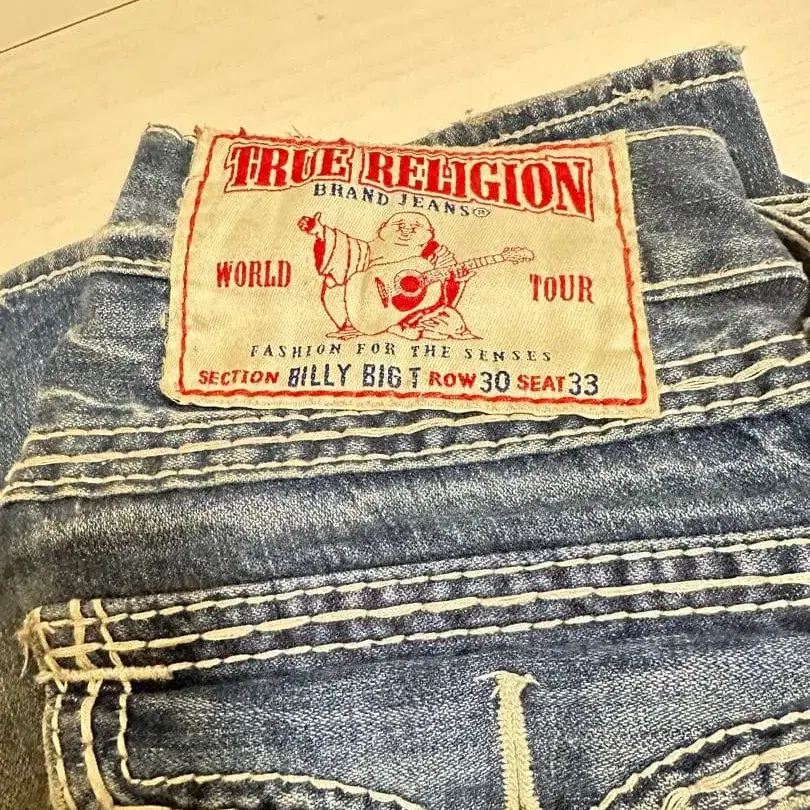 TRUE RELIGION
BRAND JEANS®
WORLD TOUR
FASHION FOR THE SENSES
SECTION BILLY BIG T ROW 30 SEAT 33